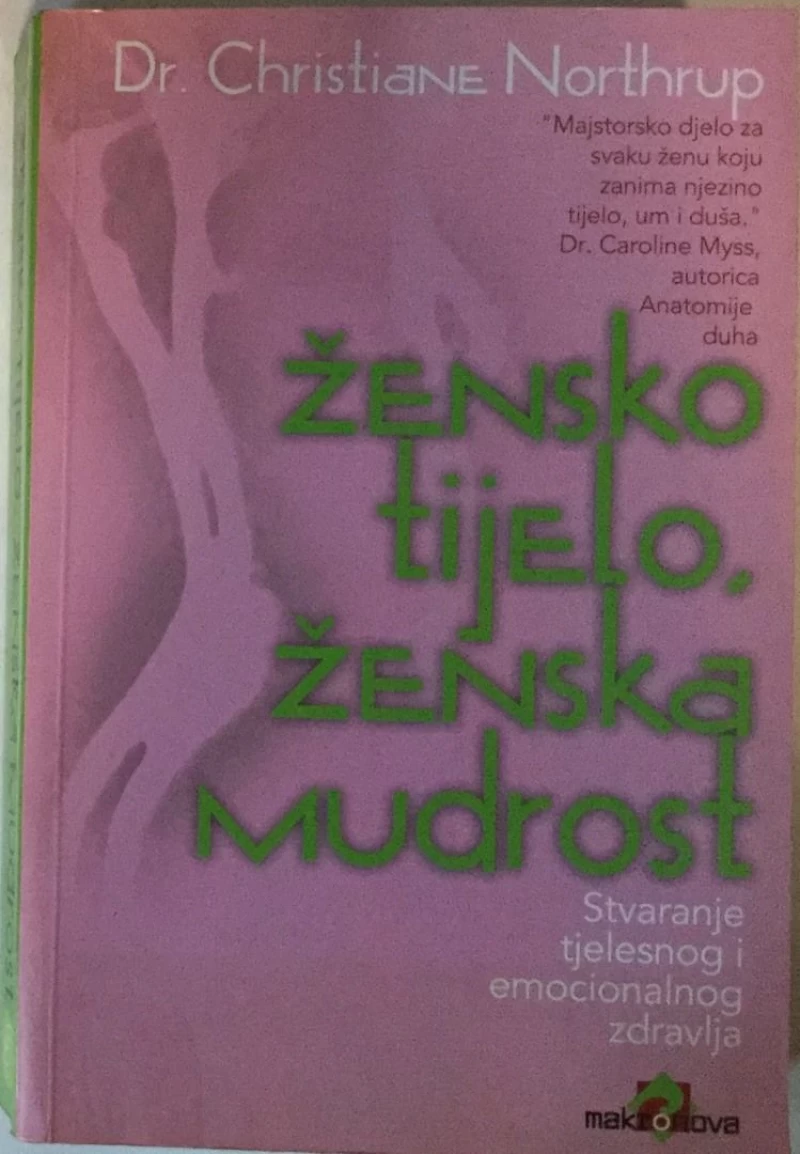 Dr. Christiane Northrup
"Majstorsko djelo za
svaku ženu koju
zanima njezino
tijelo, um i duša."
Dr. Caroline Myss,
autorica
Anatomije
duha
žensko
tijelo,
ženska
mudrost
Stvaranje
tjelesnog i
emocionalnog
zdravlja
makronova